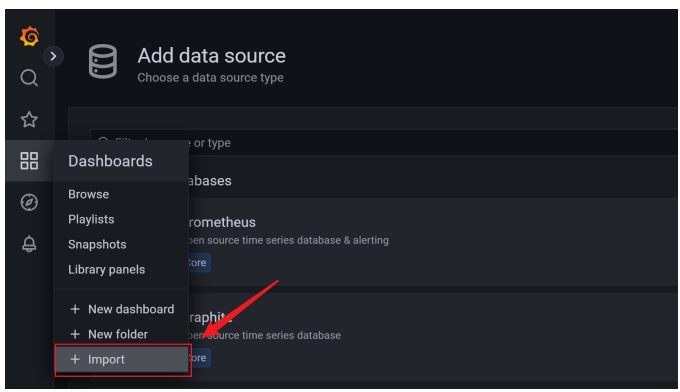 Add data source
Choose a data source type
or type
Dashboards
abases
Browse
Playlists
rometheus
Snapshots
pen source time series database & alerting
Library panels
ore
+ New dashboard
raphite
+ New folder
pen source time series database
+ Import
ore